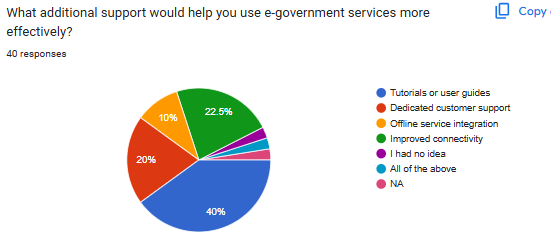 What additional support would help you use e-government services more
effectively?
Copy
40 responses
22.5%
10%
20%
40%
Tutorials or user guides
Dedicated customer support
Offline service integration
Improved connectivity
I had no idea
All of the above
NA